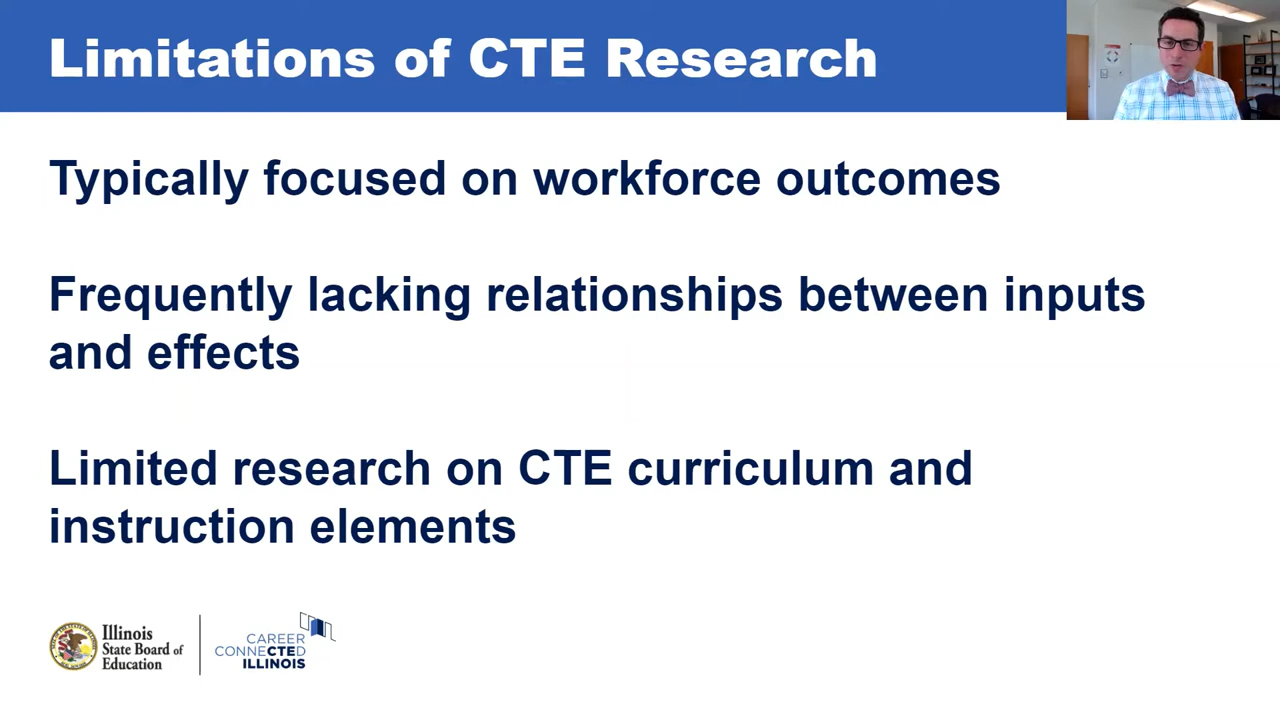 Limitations of CTE Research
Typically focused on workforce outcomes
Frequently lacking relationships between inputs
and effects
Limited research on CTE curriculum and
instruction elements
Illinois
State Board of
Education
CAREER
CONNECTED
ILLINOIS